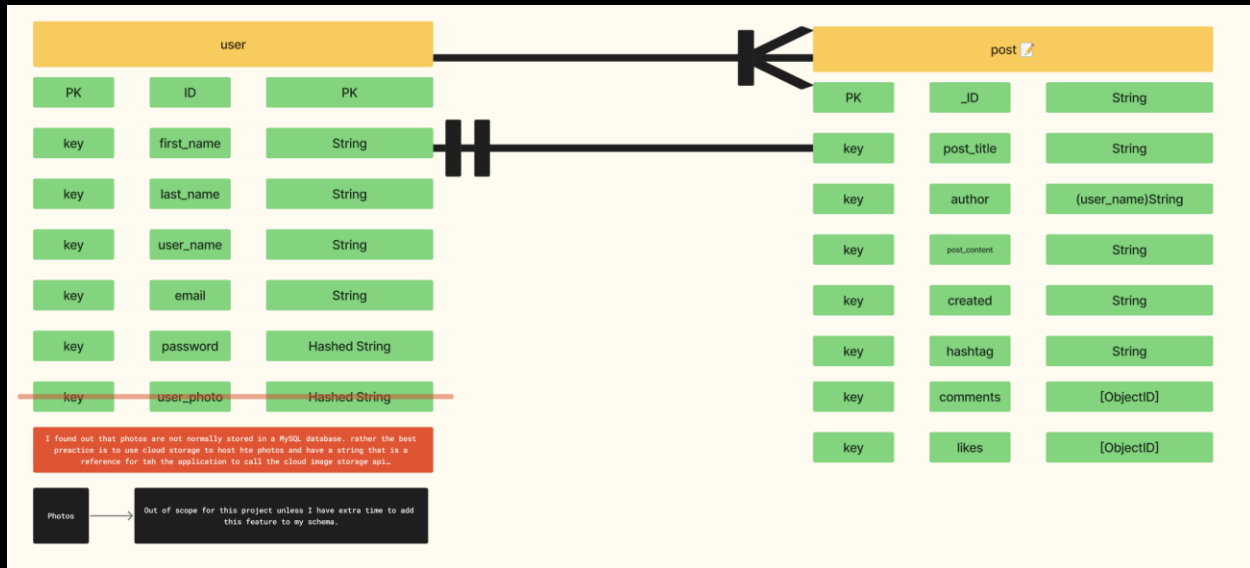 user
PK ID PK
key first_name String
key last_name String
key user_name String
key email String
key password Hashed String
key user_photo Hashed String
I found out that photos are not normally stored in a MySQL database. rather the best
preactice is to use cloud storage to host hte photos and have a string that is a
reference for teh the application to call the cloud image storage api…
Photos
Out of scope for this project unless I have extra time to add
this feature to my schema.
post 📝
PK _ID String
key post_title String
key author (user_name)String
key post_content String
key created String
key hashtag String
key comments [ObjectID]
key likes [ObjectID]